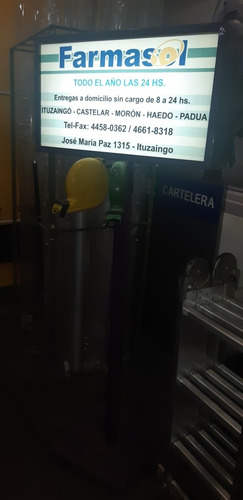 Farmasol
TODO EL AÑO LAS 24 HS.
Entregas a domicilio sin cargo de 8 a 24 hs.
ITUZAINGÓ - CASTELAR - MORÓN - HAEDO - PADUA
Tel-Fax: 4458-0362 / 4661-8318
José María Paz 1315 - Ituzaingo
CARTELERA